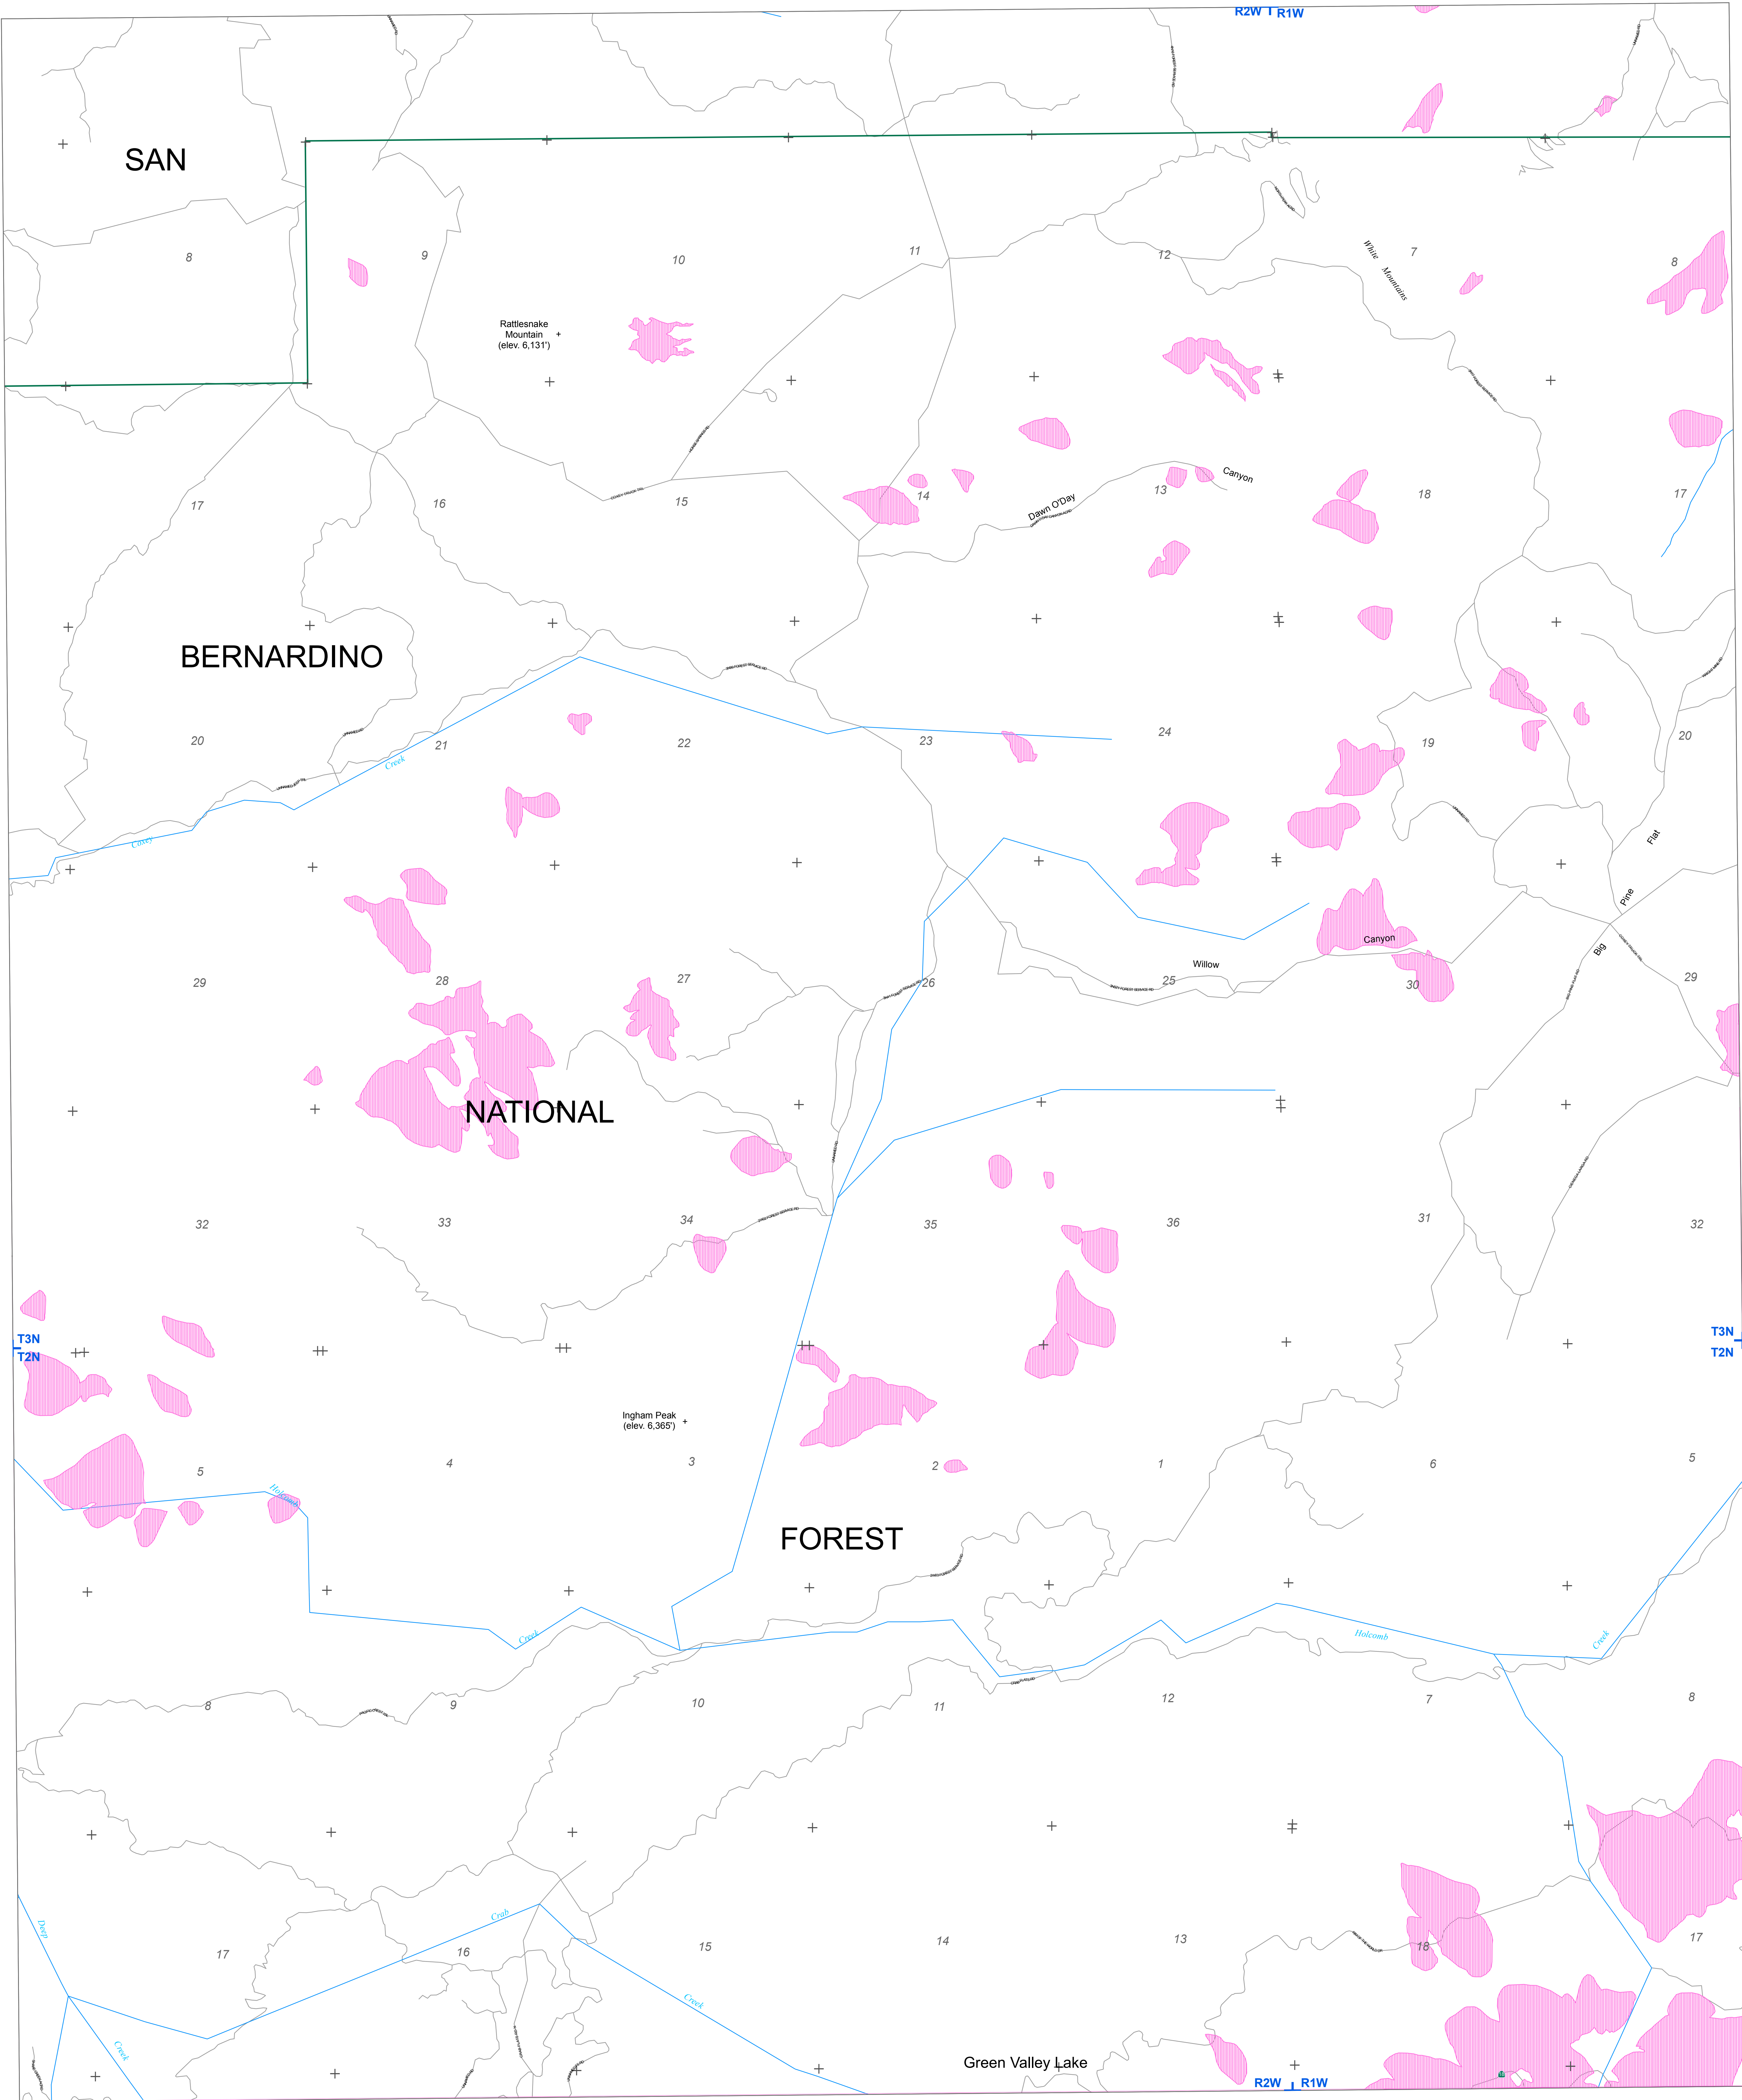 R2W R1W
SAN
8
9
10
11
12
7
8
White Mountains
Rattlesnake
Mountain
(elev. 6,131')
17
16
15
14
13
18
17
Dawn O'Day
Canyon
BERNARDINO
20
21
22
23
24
19
20
Casey
Creek
Big
Pine
Flat
29
28
27
26
25
30
29
Willow
Canyon
NATIONAL
32
33
34
35
36
31
32
T3N
T2N
T3N
T2N
Ingham Peak
(elev. 6,365')
5
4
3
2
1
6
5
Holcomb
Creek
FOREST
Holcomb
Creek
8
9
10
11
12
7
8
Deep
Creek
Crab
Creek
17
16
15
14
13
18
17
Green Valley Lake
R2W R1W